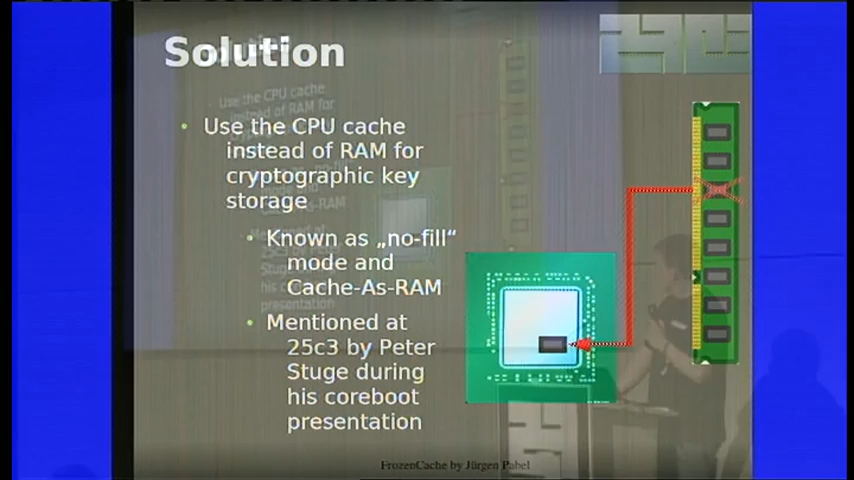 Solution
• Use the CPU cache
instead of RAM for
cryptographic key
storage
• Known as „no-fill“
mode and
Cache-As-RAM
• Mentioned at
25c3 by Peter
Stuge during
his coreboot
presentation
FrozenCache by Jürgen Pabel